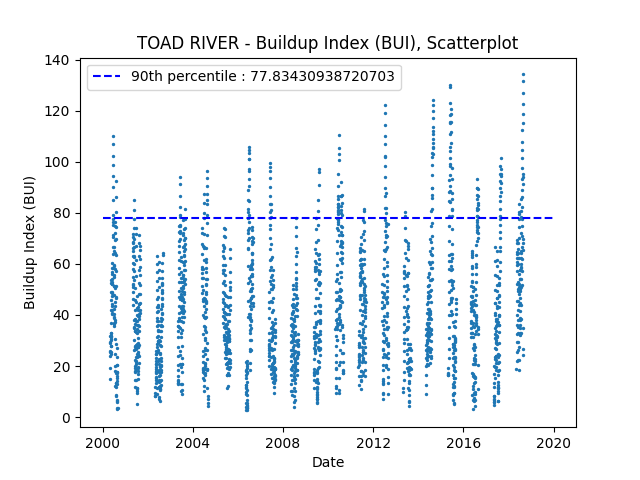 TOAD RIVER - Buildup Index (BUI), Scatterplot
90th percentile : 77.83430938720703
Buildup Index (BUI)
140
120
100
80
60
40
20
0
2000 2004 2008 2012 2016 2020
Date